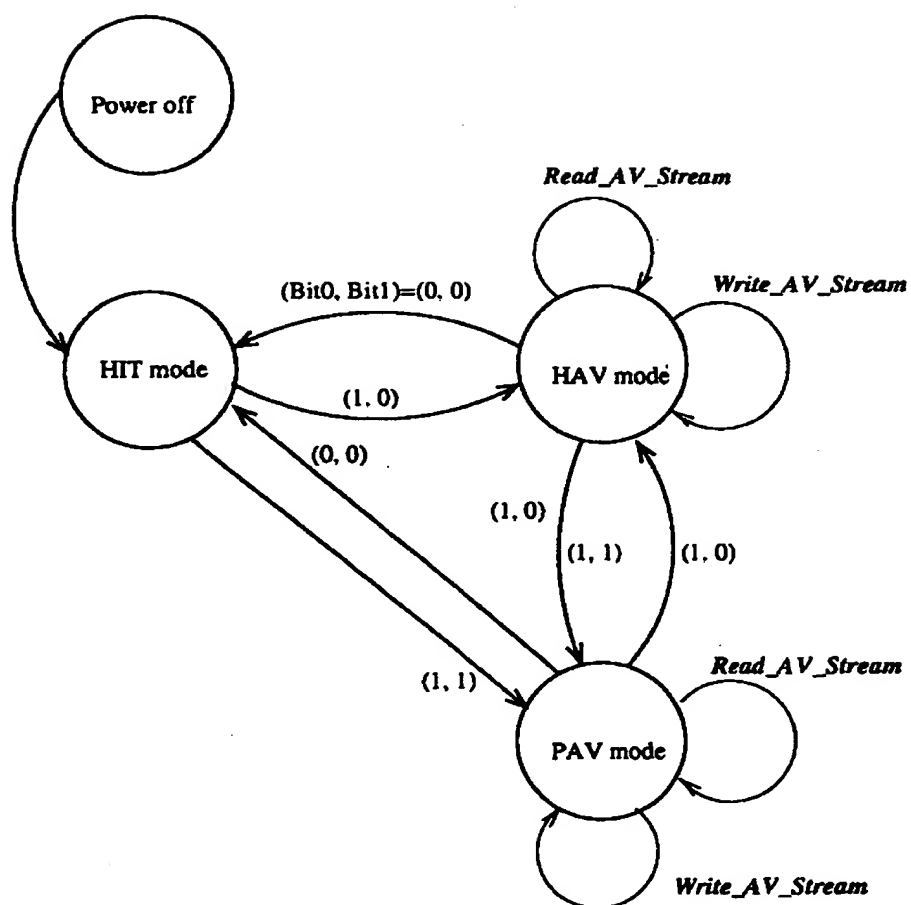 Power off
Read_AV_Stream
(Bit0, Bit1)=(0, 0)
Write_AV_Stream
HIT mode
HAV mode
(1, 0)
(0, 0)
(1, 0)
(1, 1)
(1, 0)
Read_AV_Stream
(1, 1)
PAV mode
Write_AV_Stream